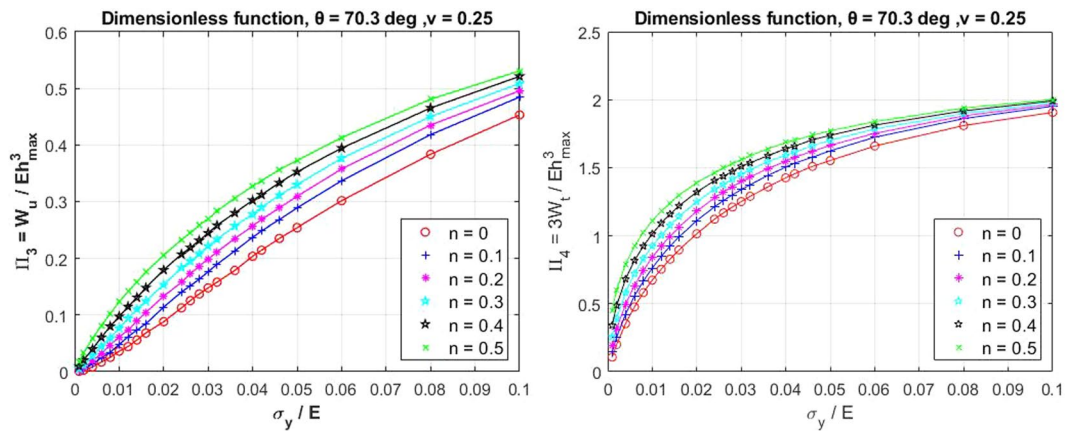 Dimensionless function, θ = 70.3 deg ,ν = 0.25
0.6
0.5
0.4
0.3
0.2
0.1
0
Π₃ = Wᵤ / Eh³max
n = 0
n = 0.1
n = 0.2
n = 0.3
n = 0.4
n = 0.5
0 0.01 0.02 0.03 0.04 0.05 0.06 0.07 0.08 0.09 0.1
σy / E
Dimensionless function, θ = 70.3 deg ,ν = 0.25
2.5
2
1.5
1
0.5
0
Π₄ = 3Wₜ / Eh³max
n = 0
n = 0.1
n = 0.2
n = 0.3
n = 0.4
n = 0.5
0 0.01 0.02 0.03 0.04 0.05 0.06 0.07 0.08 0.09 0.1
σy / E